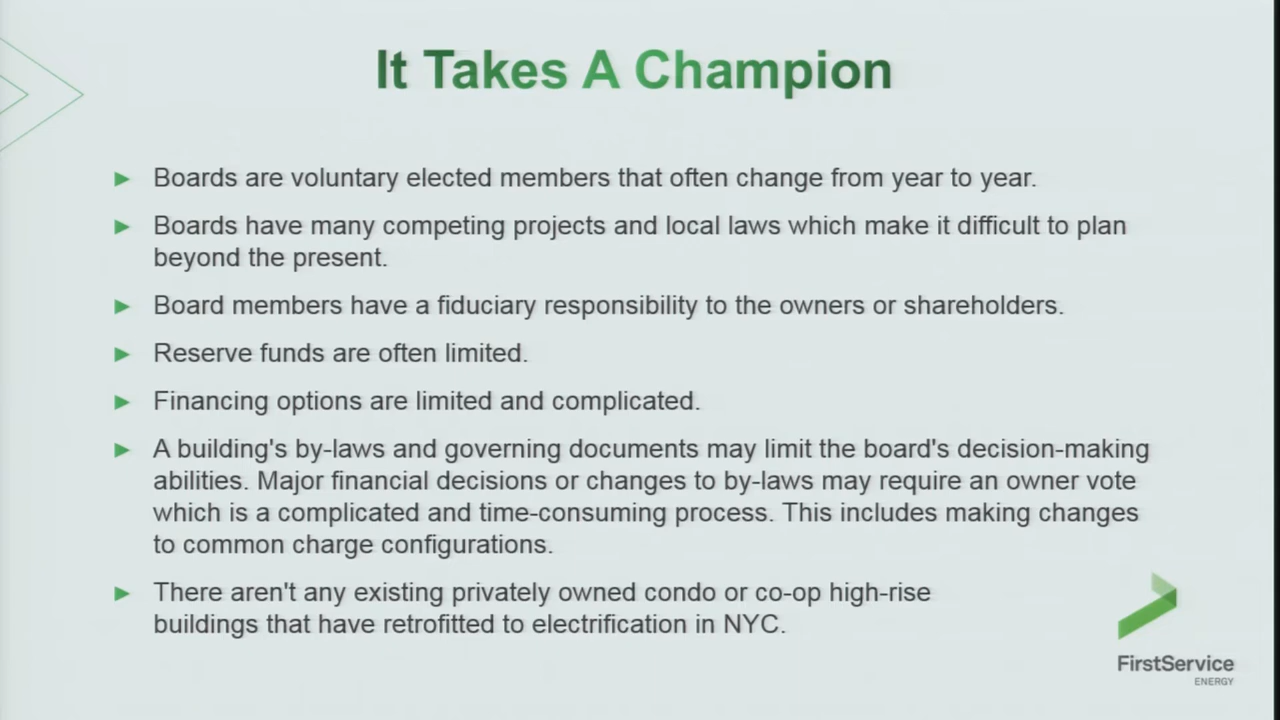 It Takes A Champion
Boards are voluntary elected members that often change from year to year.
Boards have many competing projects and local laws which make it difficult to plan
beyond the present.
Board members have a fiduciary responsibility to the owners or shareholders.
Reserve funds are often limited.
Financing options are limited and complicated.
A building's by-laws and governing documents may limit the board's decision-making
abilities. Major financial decisions or changes to by-laws may require an owner vote
which is a complicated and time-consuming process. This includes making changes
to common charge configurations.
There aren't any existing privately owned condo or co-op high-rise
buildings that have retrofitted to electrification in NYC.
FirstService
ENERGY